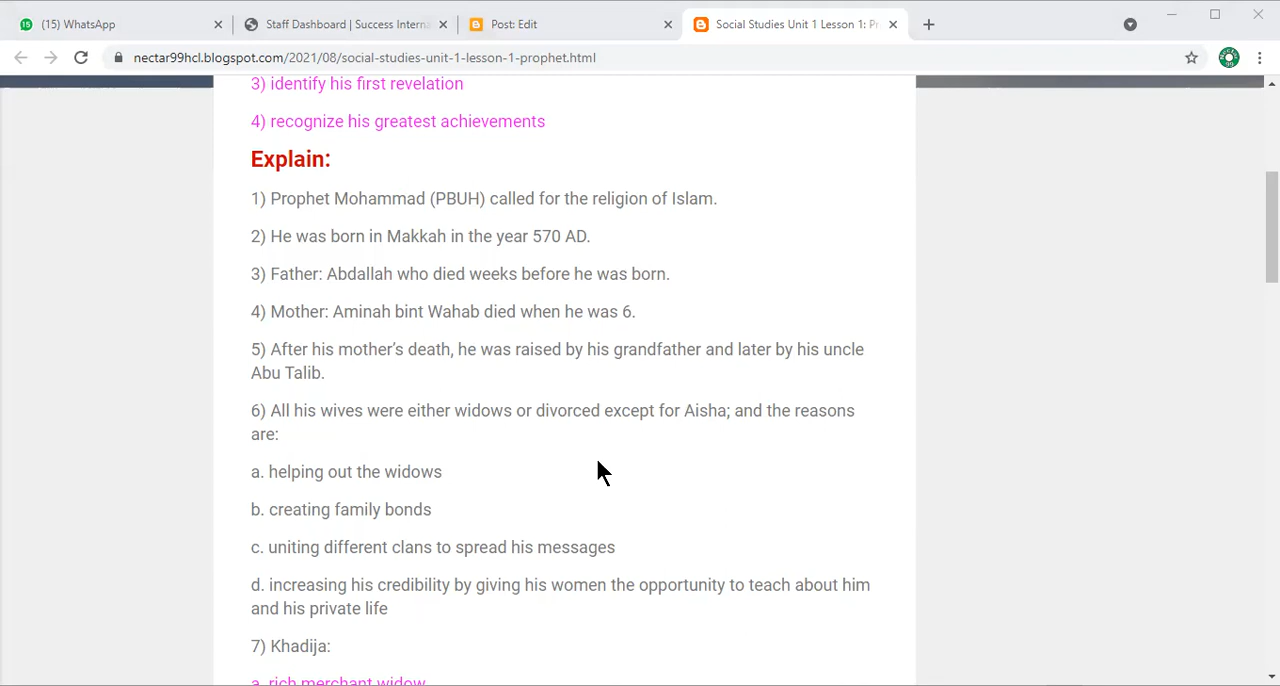 15 (15) WhatsApp
Staff Dashboard | Success Interna
Post: Edit
Social Studies Unit 1 Lesson 1: Pr
nectar99hcl.blogspot.com/2021/08/social-studies-unit-1-lesson-1-prophet.html
3) identify his first revelation
4) recognize his greatest achievements
Explain:
1) Prophet Mohammad (PBUH) called for the religion of Islam.
2) He was born in Makkah in the year 570 AD.
3) Father: Abdallah who died weeks before he was born.
4) Mother: Aminah bint Wahab died when he was 6.
5) After his mother’s death, he was raised by his grandfather and later by his uncle
Abu Talib.
6) All his wives were either widows or divorced except for Aisha; and the reasons
are:
a. helping out the widows
b. creating family bonds
c. uniting different clans to spread his messages
d. increasing his credibility by giving his women the opportunity to teach about him
and his private life
7) Khadija:
a. rich merchant widow